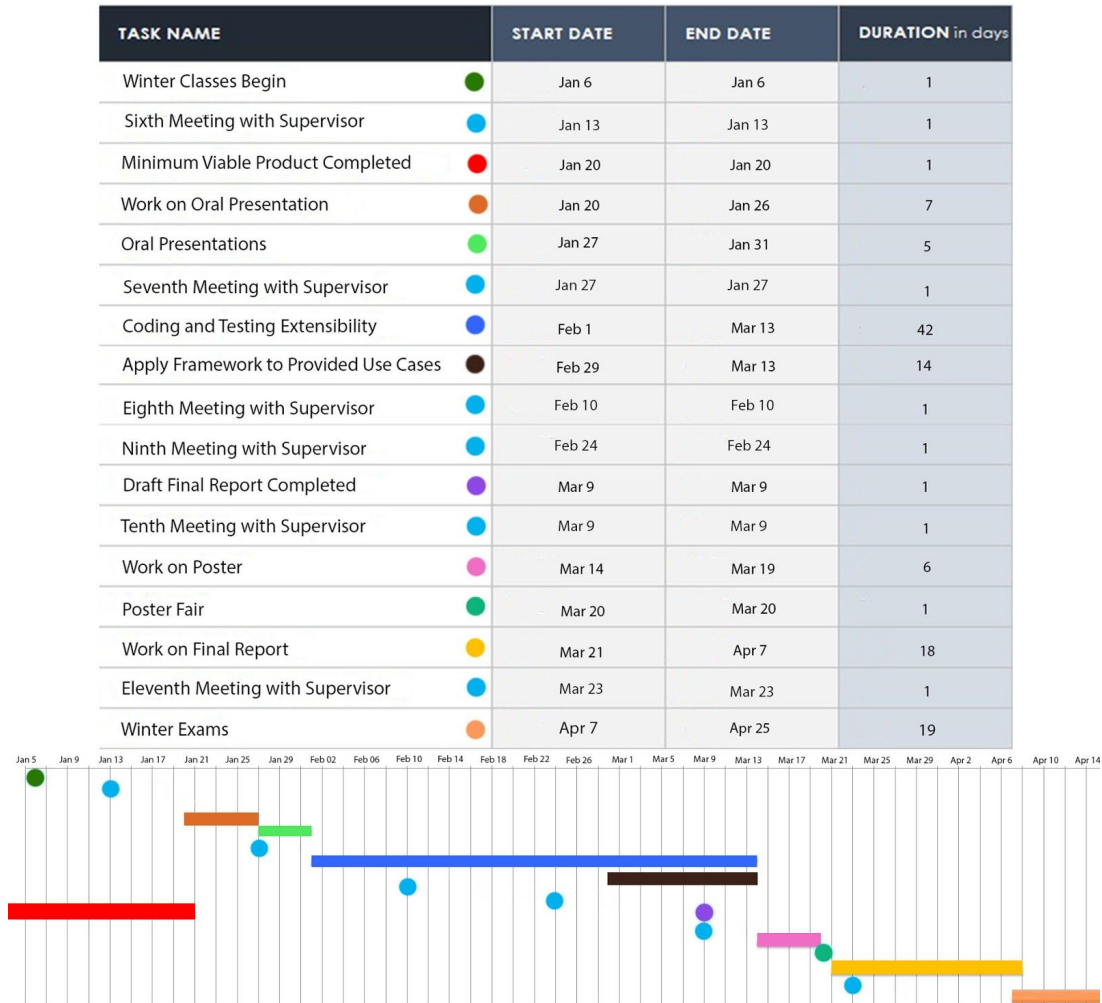 TASK NAME START DATE END DATE DURATION in days
Winter Classes Begin Jan 6 Jan 6 1
Sixth Meeting with Supervisor Jan 13 Jan 13 1
Minimum Viable Product Completed Jan 20 Jan 20 1
Work on Oral Presentation Jan 20 Jan 26 7
Oral Presentations Jan 27 Jan 31 5
Seventh Meeting with Supervisor Jan 27 Jan 27 1
Coding and Testing Extensibility Feb 1 Mar 13 42
Apply Framework to Provided Use Cases Feb 29 Mar 13 14
Eighth Meeting with Supervisor Feb 10 Feb 10 1
Ninth Meeting with Supervisor Feb 24 Feb 24 1
Draft Final Report Completed Mar 9 Mar 9 1
Tenth Meeting with Supervisor Mar 9 Mar 9 1
Work on Poster Mar 14 Mar 19 6
Poster Fair Mar 20 Mar 20 1
Work on Final Report Mar 21 Apr 7 18
Eleventh Meeting with Supervisor Mar 23 Mar 23 1
Winter Exams Apr 7 Apr 25 19
Jan 5 Jan 9 Jan 13 Jan 17 Jan 21 Jan 25 Jan 29 Feb 02 Feb 06 Feb 10 Feb 14 Feb 18 Feb 22 Feb 26 Mar 1 Mar 5 Mar 9 Mar 13 Mar 17 Mar 21 Mar 25 Mar 29 Apr 2 Apr 6 Apr 10 Apr 14